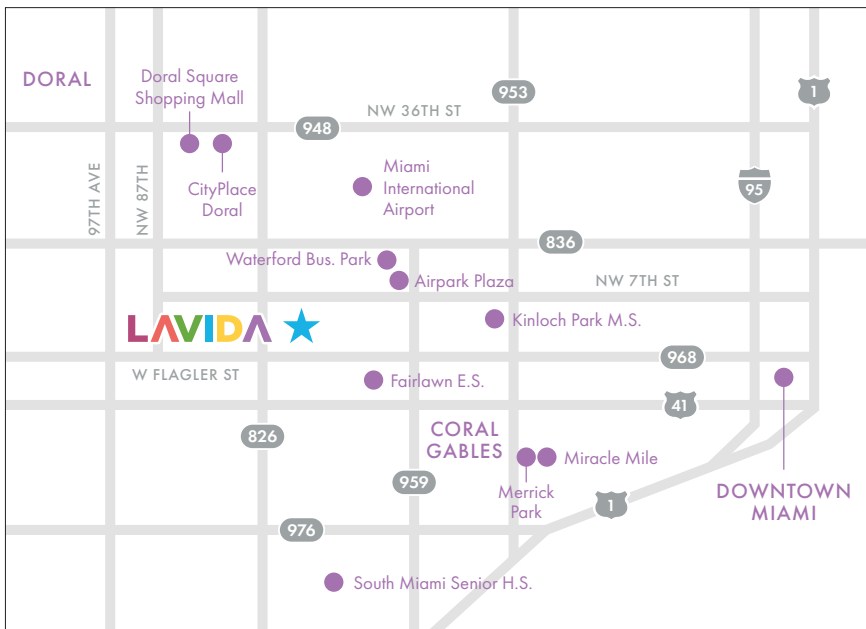 DORAL
Doral Square
Shopping Mall
953
1
NW 36TH ST
948
97TH AVE
NW 87TH
CityPlace
Doral
Miami
International
Airport
95
836
Waterford Bus. Park
Airpark Plaza
NW 7TH ST
LAVIDA
Kinloch Park M.S.
968
W FLAGLER ST
Fairlawn E.S.
41
826
CORAL
GABLES
Miracle Mile
959
Merrick
Park
DOWNTOWN
MIAMI
1
976
South Miami Senior H.S.